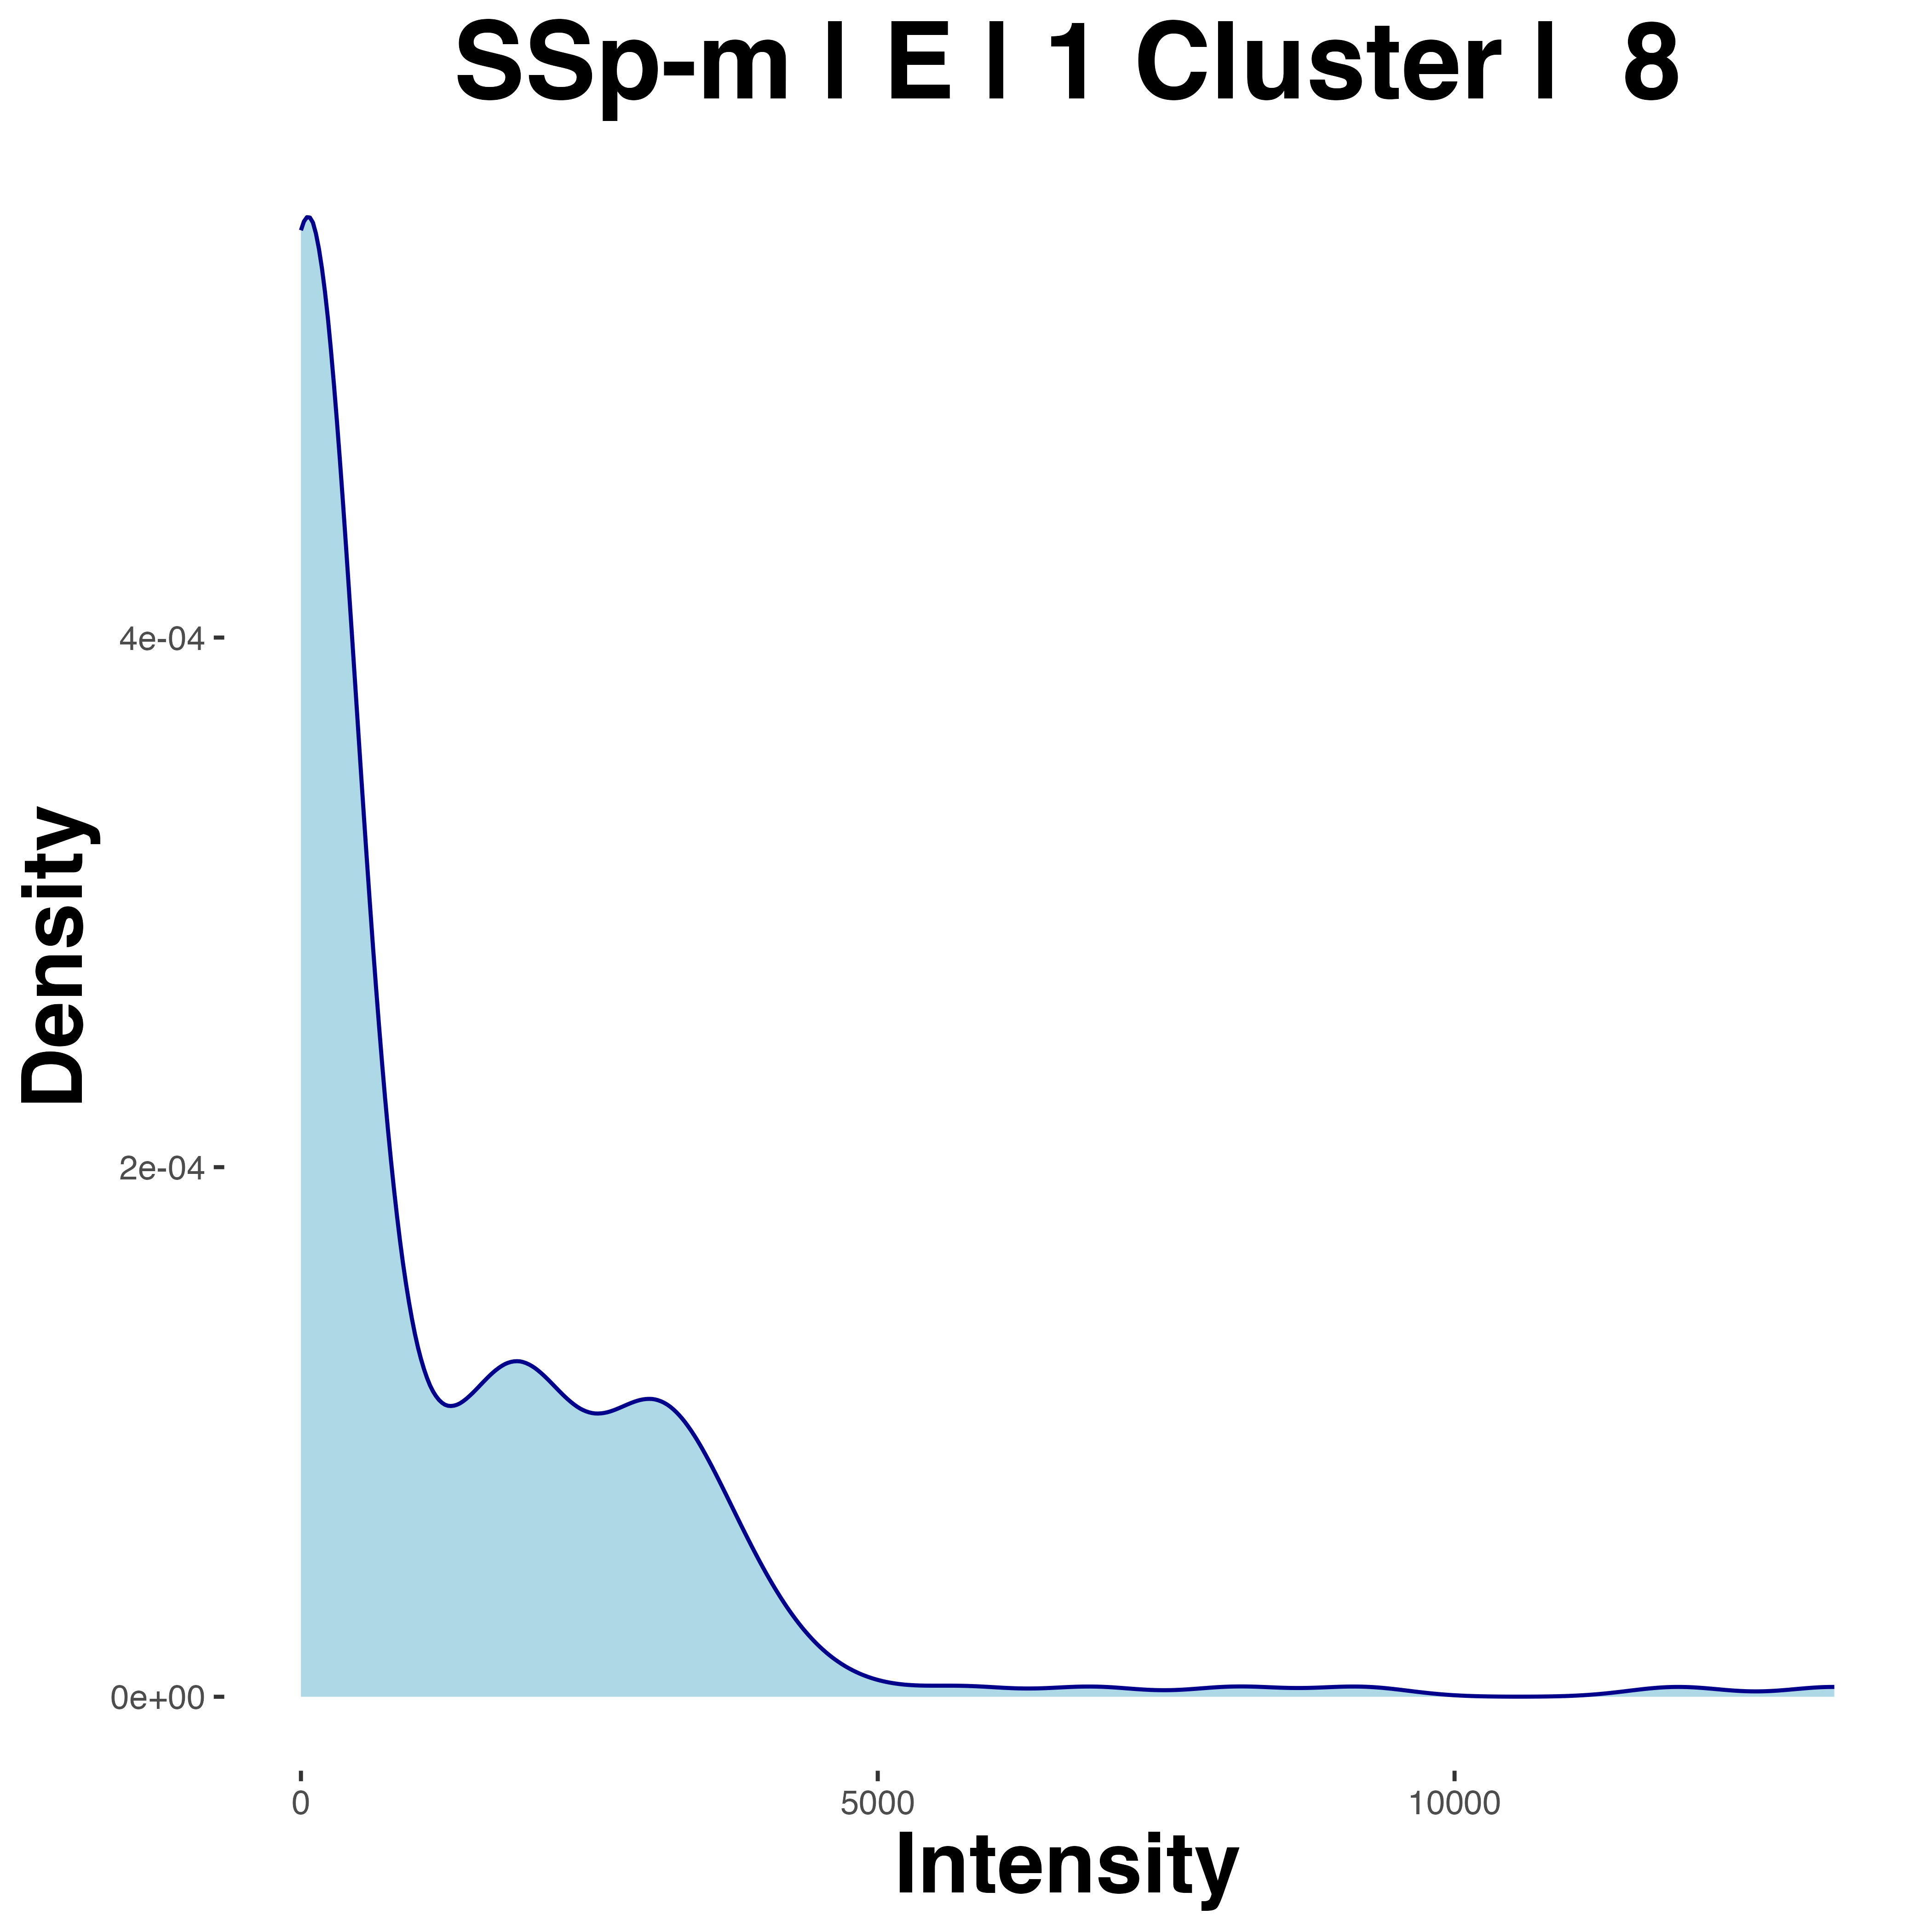 SSp-m | E | 1 Cluster | 8
Density
4e-04
2e-04
0e+00
0
5000
10000
Intensity